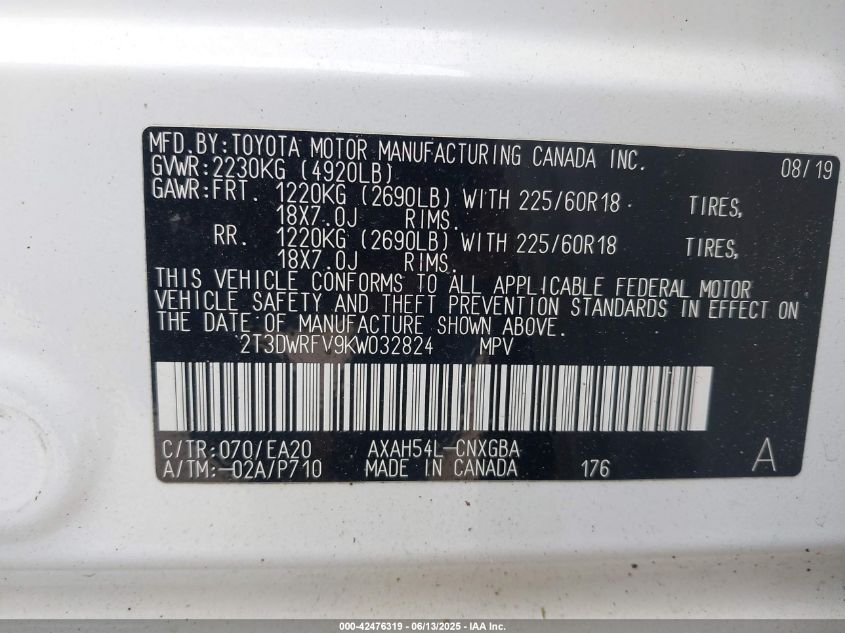 MFD.BY:TOYOTA MOTOR MANUFACTURING CANADA INC. 08/19
GVWR:2230KG (4920LB)
GAWR:FRT. 1220KG (2690LB) WITH 225/60R18 TIRES,
18X7.0J RIMS.
RR. 1220KG (2690LB) WITH 225/60R18 TIRES,
18X7.0J RIMS.
THIS VEHICLE CONFORMS TO ALL APPLICABLE FEDERAL MOTOR
VEHICLE SAFETY AND THEFT PREVENTION STANDARDS IN EFFECT ON
THE DATE OF MANUFACTURE SHOWN ABOVE.
2T3DWRFV9KW032824 MPV
C/TR:070/EA20 AXAH54L-CNXGBA
A/TM:-02A/P710 MADE IN CANADA 176 A
000-42476319 - 06/13/2025 - IAA Inc.